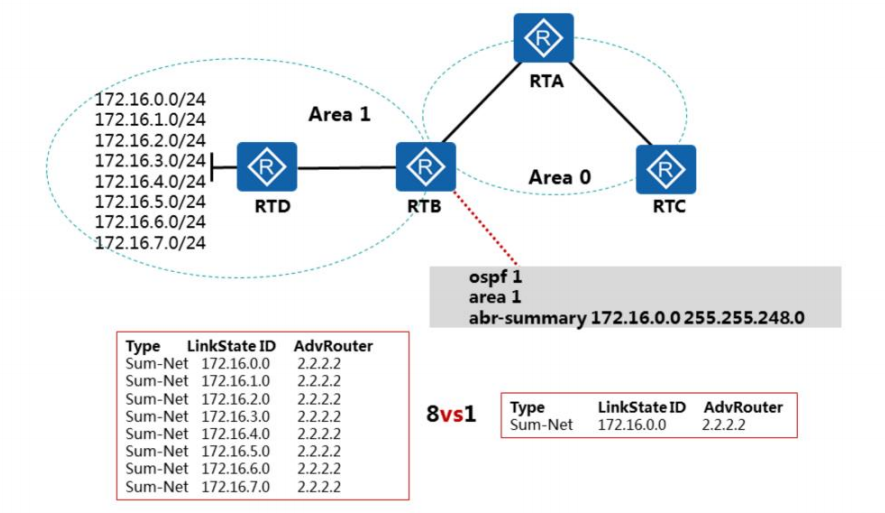 RTA
172.16.0.0/24
172.16.1.0/24
172.16.2.0/24
172.16.3.0/24
172.16.4.0/24
172.16.5.0/24
172.16.6.0/24
172.16.7.0/24
Area 1
R
R
R
R
Area 0
RTD
RTB
RTC
ospf 1
area 1
abr-summary 172.16.0.0 255.255.248.0
Type LinkState ID AdvRouter
Sum-Net 172.16.0.0 2.2.2.2
Sum-Net 172.16.1.0 2.2.2.2
Sum-Net 172.16.2.0 2.2.2.2
Sum-Net 172.16.3.0 2.2.2.2
Sum-Net 172.16.4.0 2.2.2.2
Sum-Net 172.16.5.0 2.2.2.2
Sum-Net 172.16.6.0 2.2.2.2
Sum-Net 172.16.7.0 2.2.2.2
8vs1
Type LinkState ID AdvRouter
Sum-Net 172.16.0.0 2.2.2.2